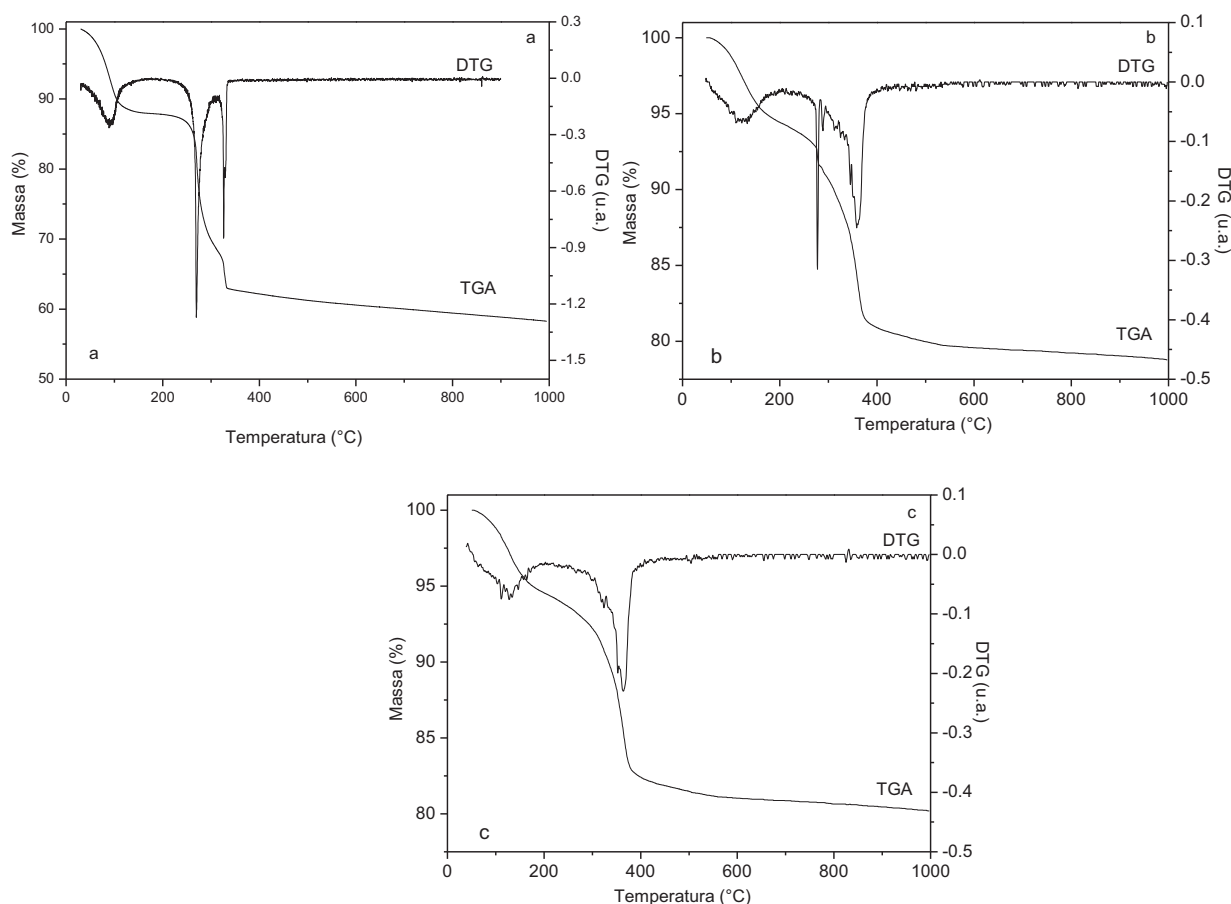 a
DTG
TGA
a
Massa (%)
100
90
80
70
60
50
0.3
0.0
-0.3
-0.6
-0.9
-1.2
-1.5
DTG (u.a.)
0 200 400 600 800 1000
Temperatura (°C)
b
DTG
TGA
b
Massa (%)
100
95
90
85
80
0.1
0.0
-0.1
-0.2
-0.3
-0.4
-0.5
DTG (u.a.)
0 200 400 600 800 1000
Temperatura (°C)
c
DTG
TGA
c
Massa (%)
100
95
90
85
80
0.1
0.0
-0.1
-0.2
-0.3
-0.4
-0.5
DTG (u.a.)
0 200 400 600 800 1000
Temperatura (°C)